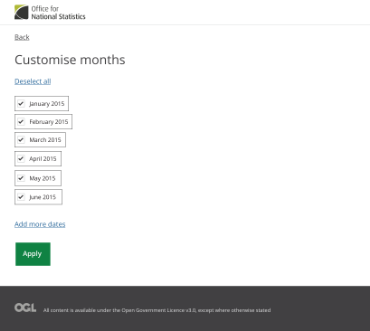 Office for
National Statistics
Back
Customise months
Deselect all
January 2015
February 2015
March 2015
April 2015
May 2015
June 2015
Add more dates
Apply
OGL All content is available under the Open Government Licence v3.0, except where otherwise stated